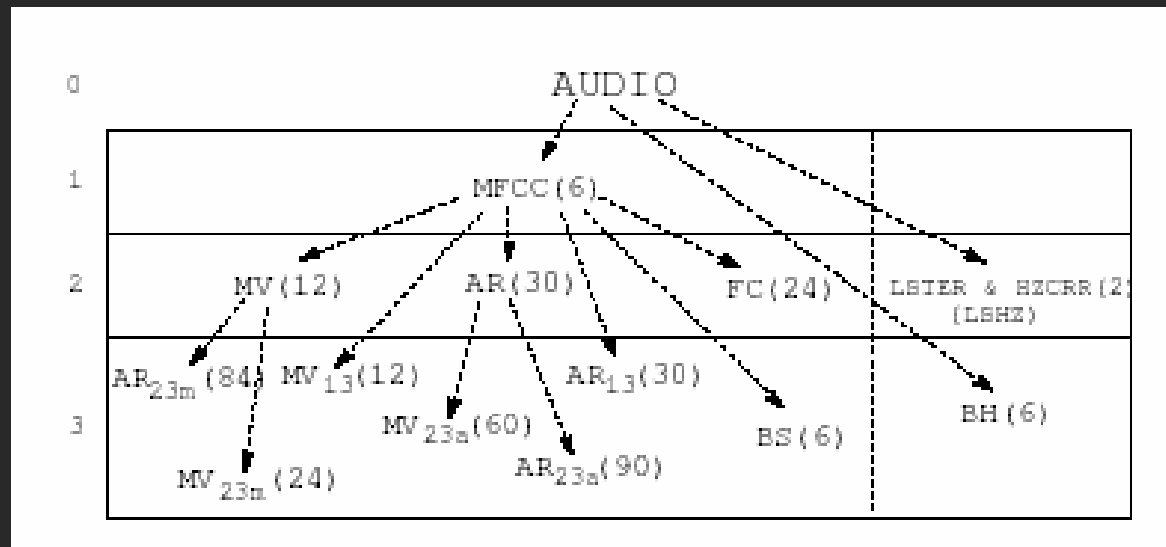 0 AUDIO
1 MFCC(6)
2 MV(12) AR(30) FC(24) LSTER & HZCRR(2)
(LSHZ)
AR23m(84) MV13(12) AR13(30)
3 MV23a(60) BS(6) BH(6)
AR23a(90)
MV23m(24)